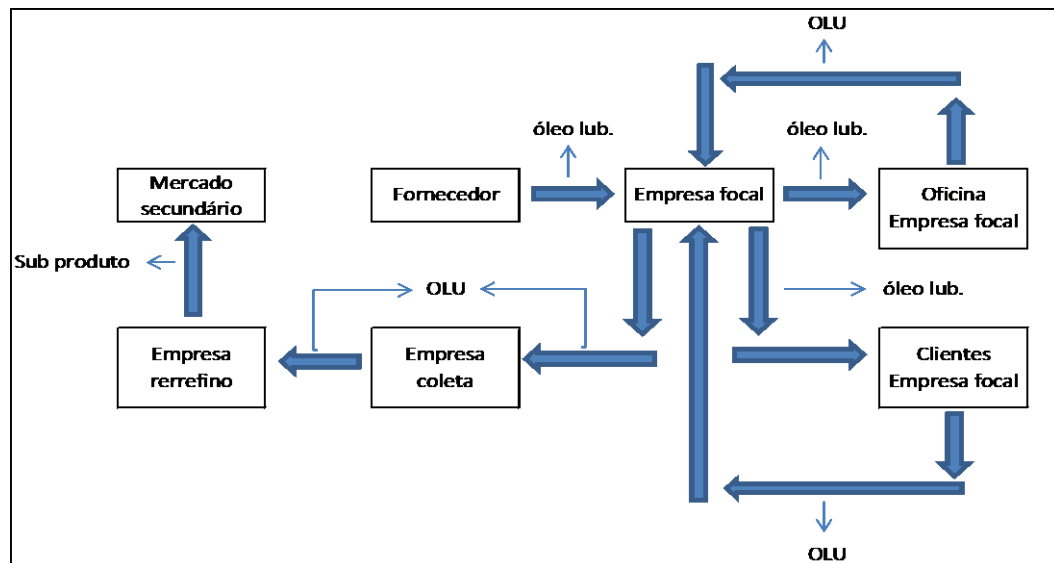 OLU
óleo lub.
óleo lub.
Mercado
secundário
Fornecedor
Empresa focal
Oficina
Empresa focal
Sub produto
OLU
óleo lub.
Empresa
rerrefino
Empresa
coleta
Clientes
Empresa focal
OLU